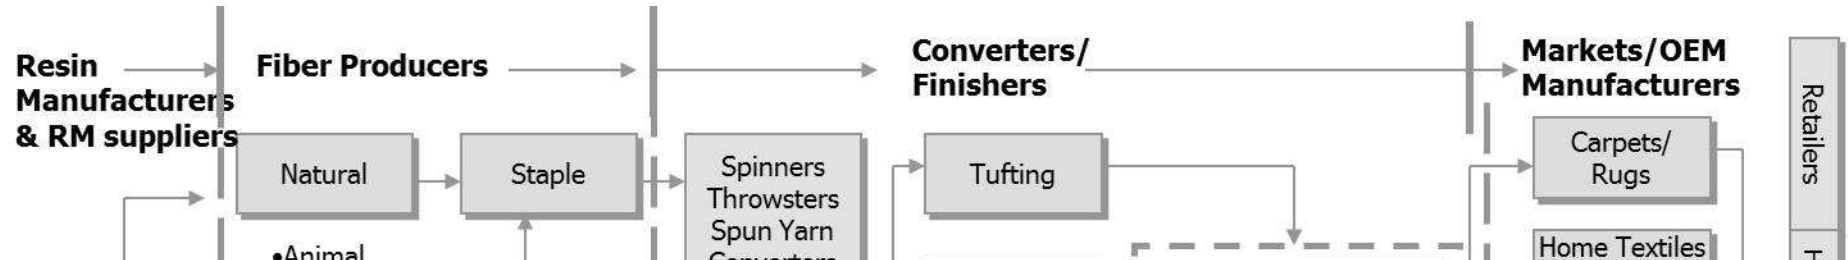 Resin
Manufacturers
& RM suppliers
Fiber Producers
Converters/
Finishers
Markets/OEM
Manufacturers
Retailers
Natural
Staple
Spinners
Throwsters
Spun Yarn
Converters
Tufting
Carpets/
Rugs
Home Textiles
•Animal
H